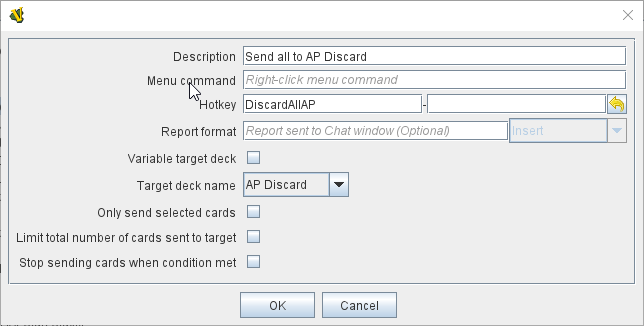 Description Send all to AP Discard
Menu command Right-click menu command
Hotkey DiscardAllAP -
Report format Report sent to Chat window (Optional) Insert
Variable target deck
Target deck name AP Discard
Only send selected cards
Limit total number of cards sent to target
Stop sending cards when condition met
OK Cancel